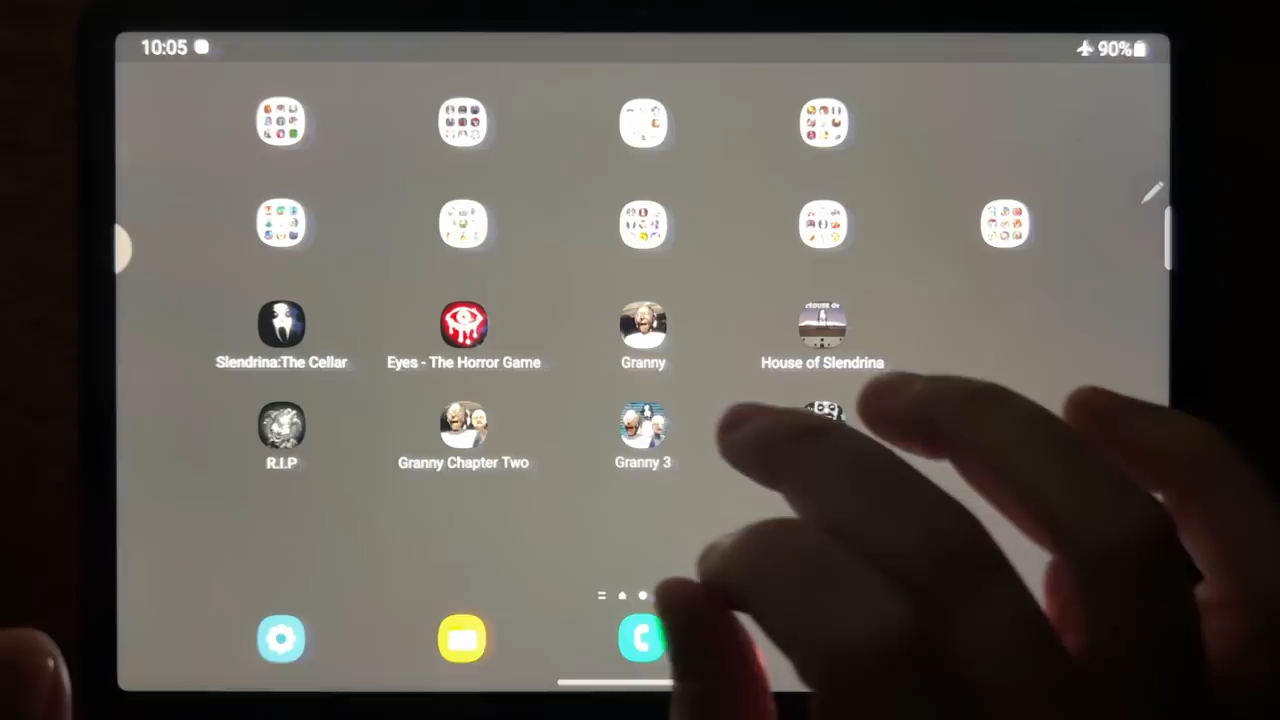 10:05
90%
Slendrina:The Cellar
Eyes - The Horror Game
Granny
House of Slendrina
R.I.P
Granny Chapter Two
Granny 3